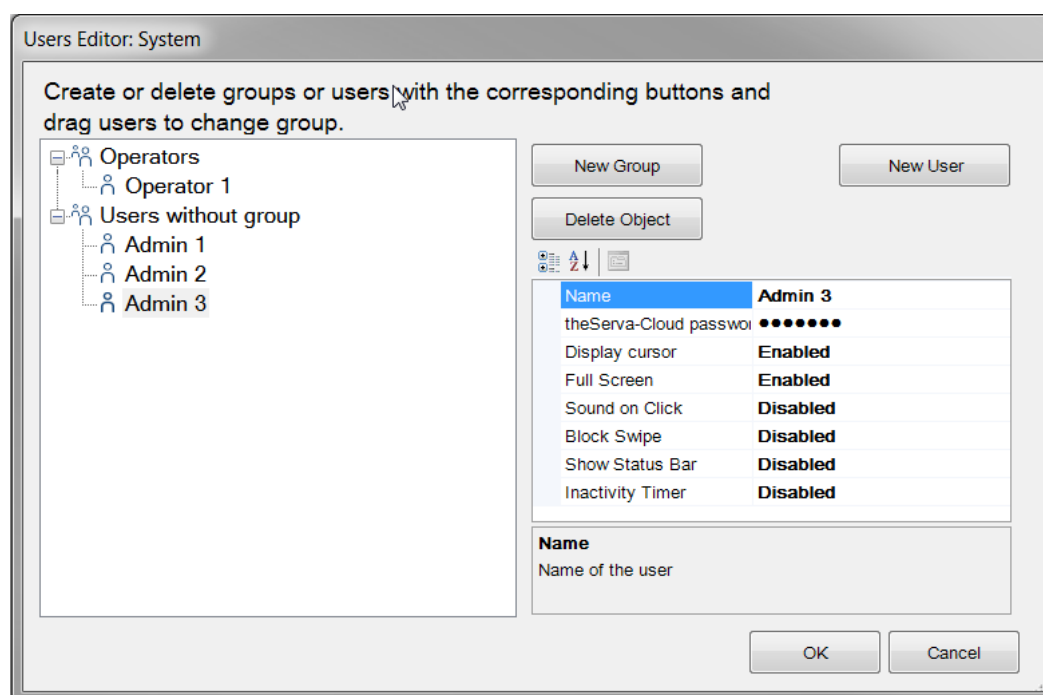 Users Editor: System
Create or delete groups or users with the corresponding buttons and
drag users to change group.
Operators
Operator 1
Users without group
Admin 1
Admin 2
Admin 3
New Group
New User
Delete Object
Name Admin 3
theServa-Cloud passwo ●●●●●●●
Display cursor Enabled
Full Screen Enabled
Sound on Click Disabled
Block Swipe Disabled
Show Status Bar Disabled
Inactivity Timer Disabled
Name
Name of the user
OK Cancel